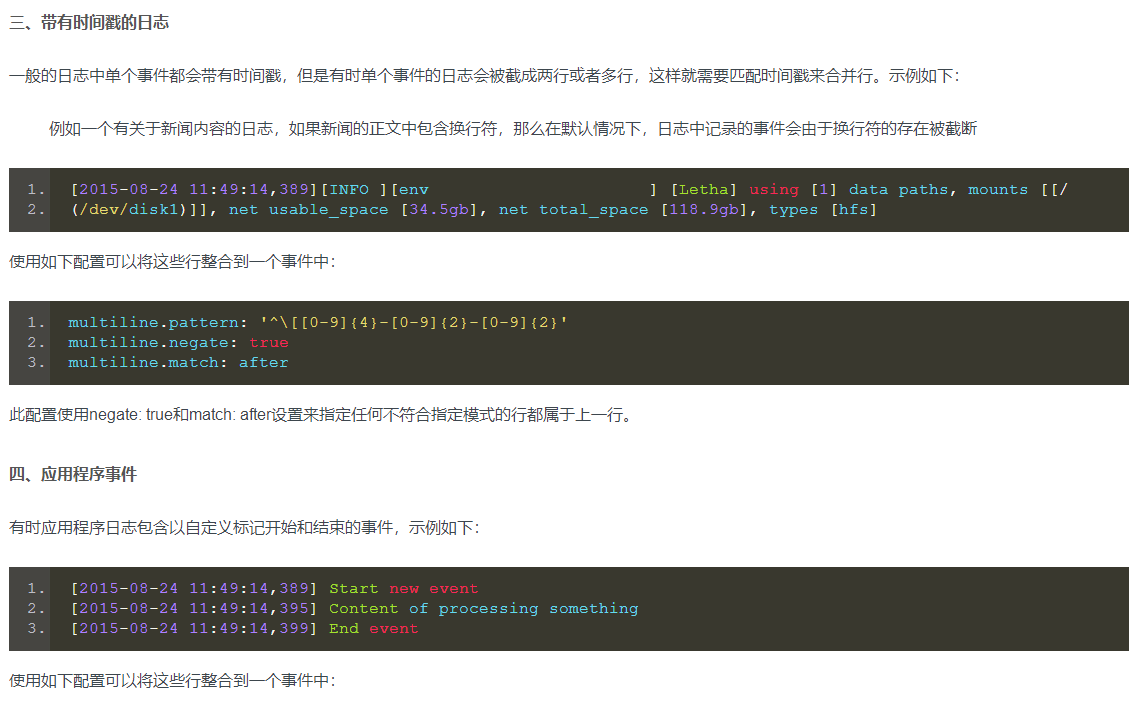 三、带有时间戳的日志
一般的日志中单个事件都会带有时间戳，但是有时单个事件的日志会被截成两行或者多行，这样就需要匹配时间戳来合并行。示例如下：
例如一个有关于新闻内容的日志，如果新闻的正文中包含换行符，那么在默认情况下，日志中记录的事件会由于换行符的存在被截断
1. [2015-08-24 11:49:14,389][INFO ][env                      ] [Letha] using [1] data paths, mounts [[/
2. (/dev/disk1)]], net usable_space [34.5gb], net total_space [118.9gb], types [hfs]
使用如下配置可以将这些行整合到一个事件中：
1. multiline.pattern: '^\[[0-9]{4}-[0-9]{2}-[0-9]{2}'
2. multiline.negate: true
3. multiline.match: after
此配置使用negate: true和match: after设置来指定任何不符合指定模式的行都属于上一行。
四、应用程序事件
有时应用程序日志包含以自定义标记开始和结束的事件，示例如下：
1. [2015-08-24 11:49:14,389] Start new event
2. [2015-08-24 11:49:14,395] Content of processing something
3. [2015-08-24 11:49:14,399] End event
使用如下配置可以将这些行整合到一个事件中：